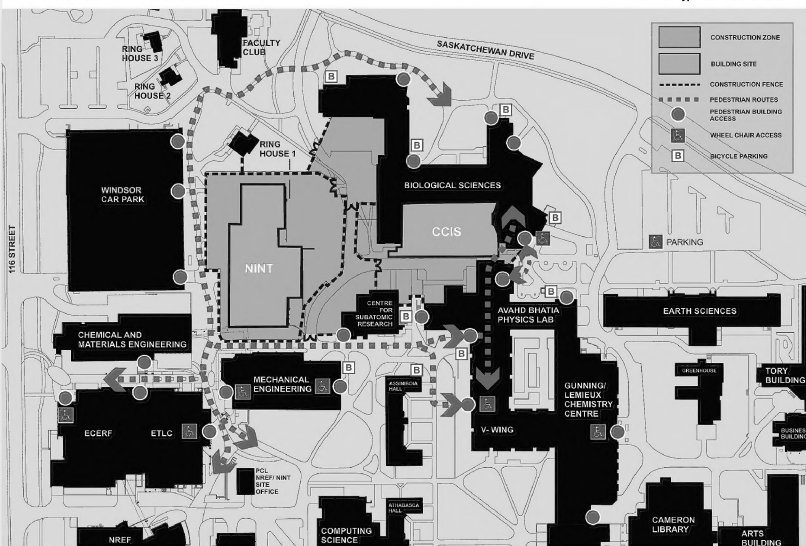 SASKATCHEWAN DRIVE
FACULTY
CLUB
RING
HOUSE 3
RING
HOUSE 2
RING
HOUSE 1
CONSTRUCTION ZONE
BUILDING SITE
CONSTRUCTION FENCE
PEDESTRIAN ROUTES
PEDESTRIAN BUILDING
ACCESS
WHEEL CHAIR ACCESS
B
BICYCLE PARKING
B
B
B
WINDSOR
CAR PARK
BIOLOGICAL SCIENCES
B
116 STREET
CCIS
PARKING
NINT
B
CENTRE
FOR
SUBATOMIC
RESEARCH
B
AVAHD BHATIA
PHYSICS LAB
EARTH SCIENCES
CHEMICAL AND
MATERIALS ENGINEERING
B
B
B
MECHANICAL
ENGINEERING
ASSINIBOIA
HALL
GUNNING/
LEMIEUX
CHEMISTRY
CENTRE
GREENHOUSE
TORY
BUILDING
ECERF
ETLC
V- WING
BUSINESS
BUILDING
PCL
NREF/ NINT
SITE
OFFICE
ATHABASCA
HALL
NREF
COMPUTING
SCIENCE
CAMERON
LIBRARY
ARTS
BUILDING